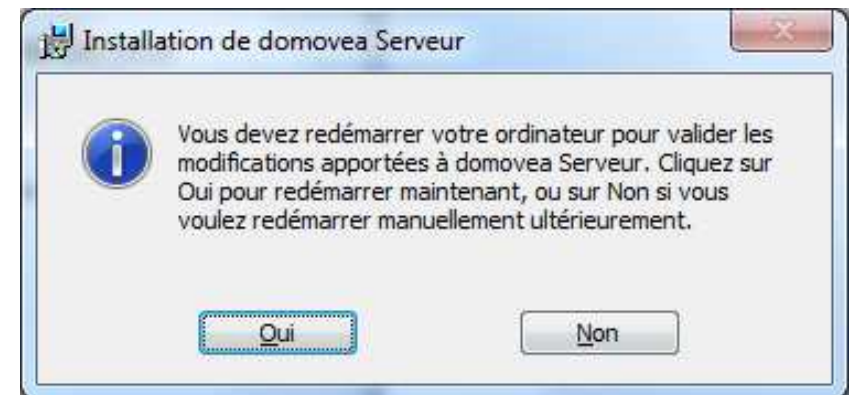 Installation de domovea Serveur
Vous devez redémarrer votre ordinateur pour valider les
modifications apportées à domovea Serveur. Cliquez sur
Oui pour redémarrer maintenant, ou sur Non si vous
voulez redémarrer manuellement ultérieurement.
Oui
Non